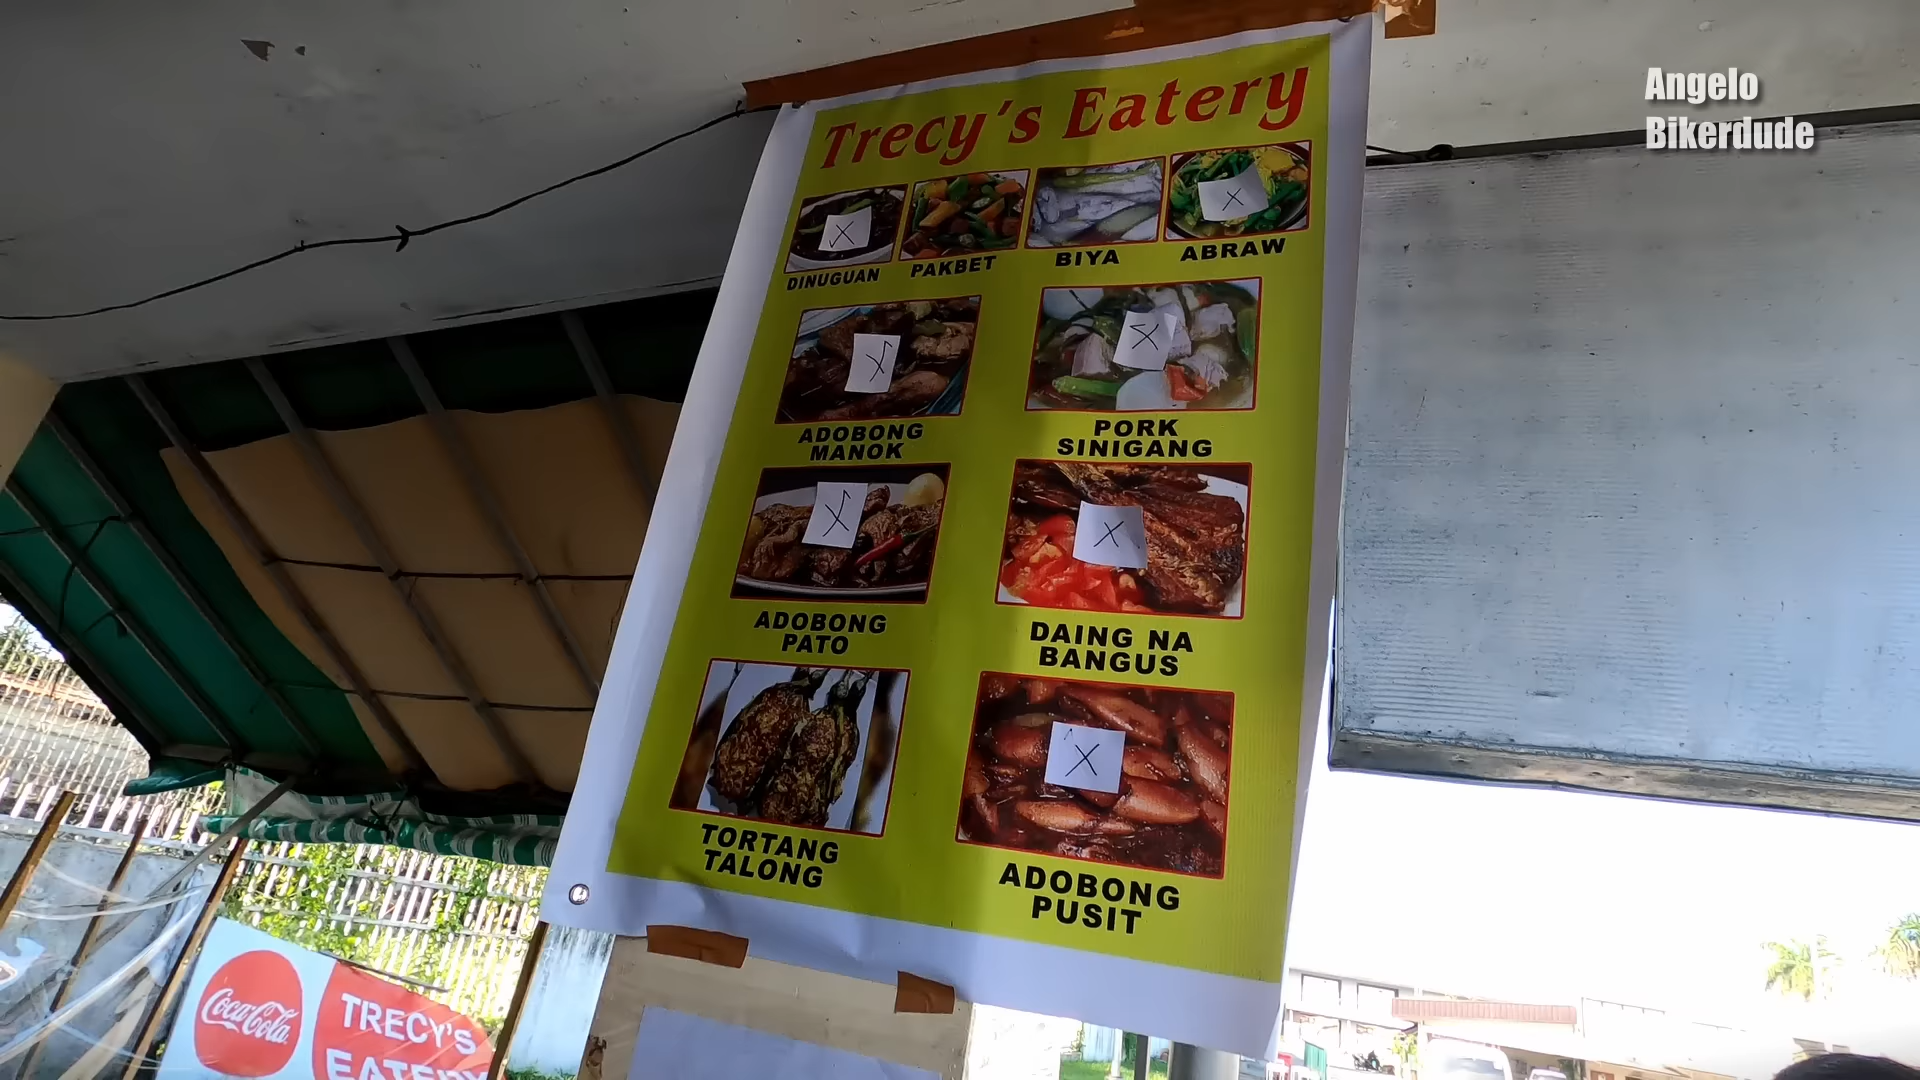 Angelo
Bikerdude
Trecy's Eatery
X
X
DINUGUAN
PAKBET
BIYA
ABRAW
X
X
ADOBONG
MANOK
PORK
SINIGANG
X
X
ADOBONG
PATO
DAING NA
BANGUS
X
TORTANG
TALONG
ADOBONG
PUSIT
Coca-Cola
TRECY'S
EATERY